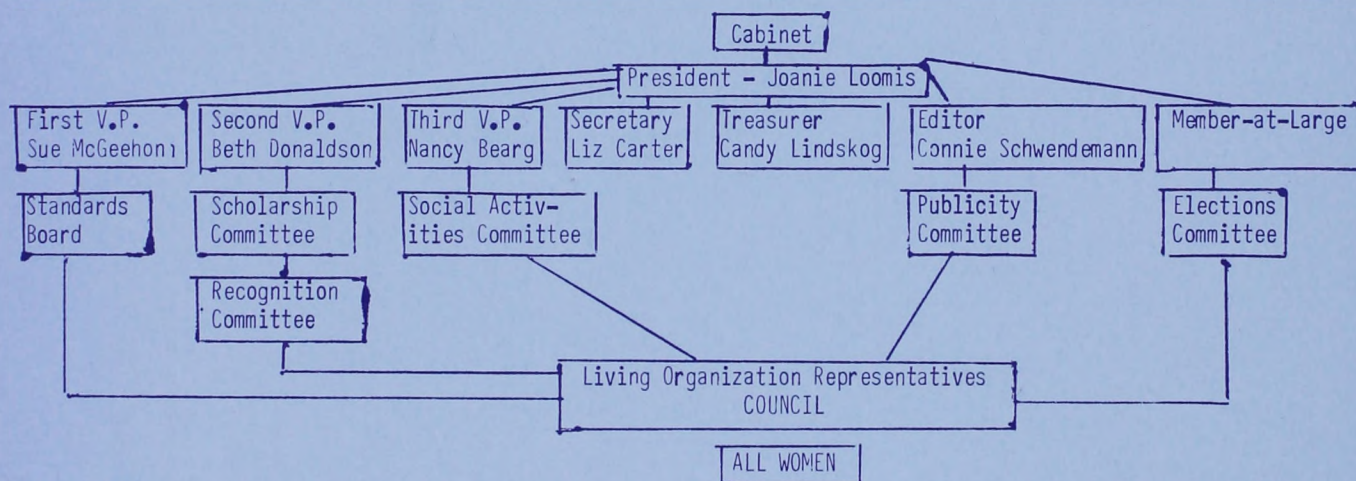 Cabinet
President - Joanie Loomis
First V.P.
Sue McGeehon
Second V.P.
Beth Donaldson
Third V.P.
Nancy Bearg
Secretary
Liz Carter
Treasurer
Candy Lindskog
Editor
Connie Schwendemann
Member-at-Large
Standards
Board
Scholarship
Committee
Social Activ-
ities Committee
Publicity
Committee
Elections
Committee
Recognition
Committee
Living Organization Representatives
COUNCIL
ALL WOMEN